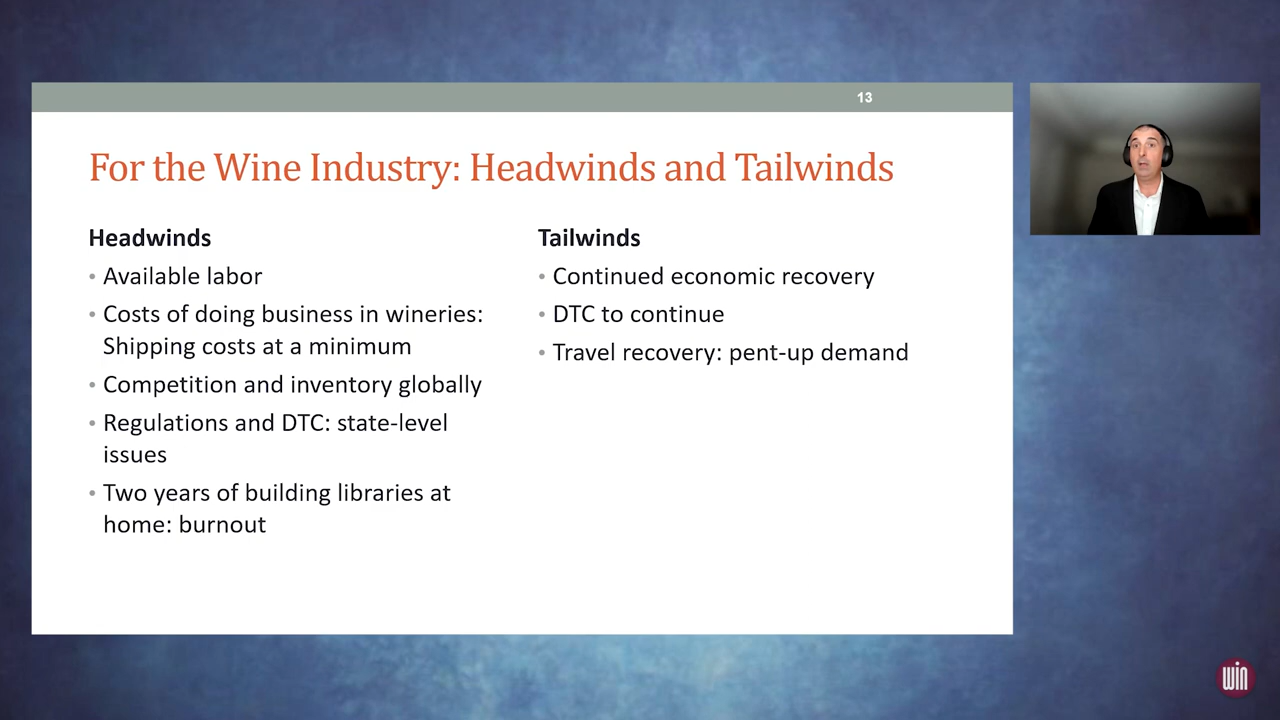 13
For the Wine Industry: Headwinds and Tailwinds
Headwinds
• Available labor
• Costs of doing business in wineries:
Shipping costs at a minimum
• Competition and inventory globally
• Regulations and DTC: state-level
issues
• Two years of building libraries at
home: burnout
Tailwinds
• Continued economic recovery
• DTC to continue
• Travel recovery: pent-up demand
win